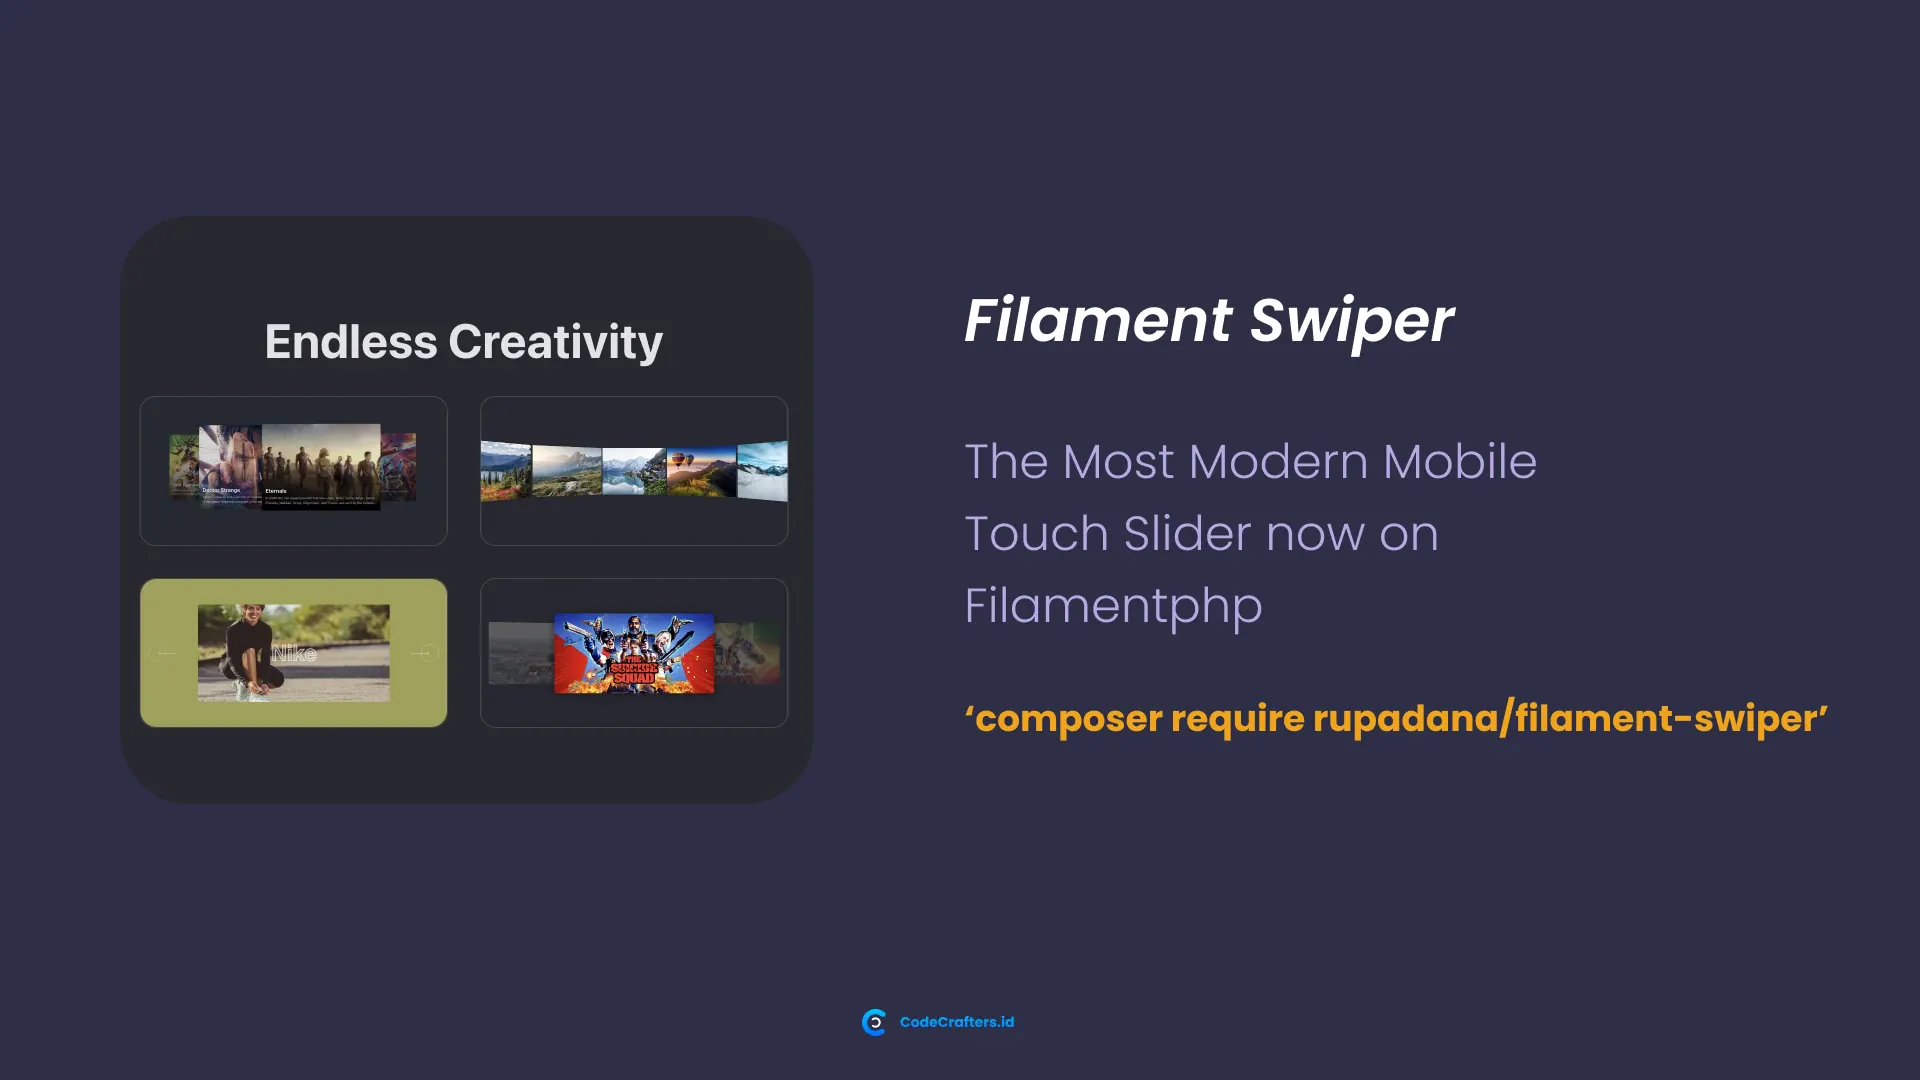 Endless Creativity
Doctor Strange
Eternals
Nike
THE
SUICIDE
SQUAD
Filament Swiper
The Most Modern Mobile
Touch Slider now on
Filamentphp
‘composer require rupadana/filament-swiper’
CodeCrafters.id